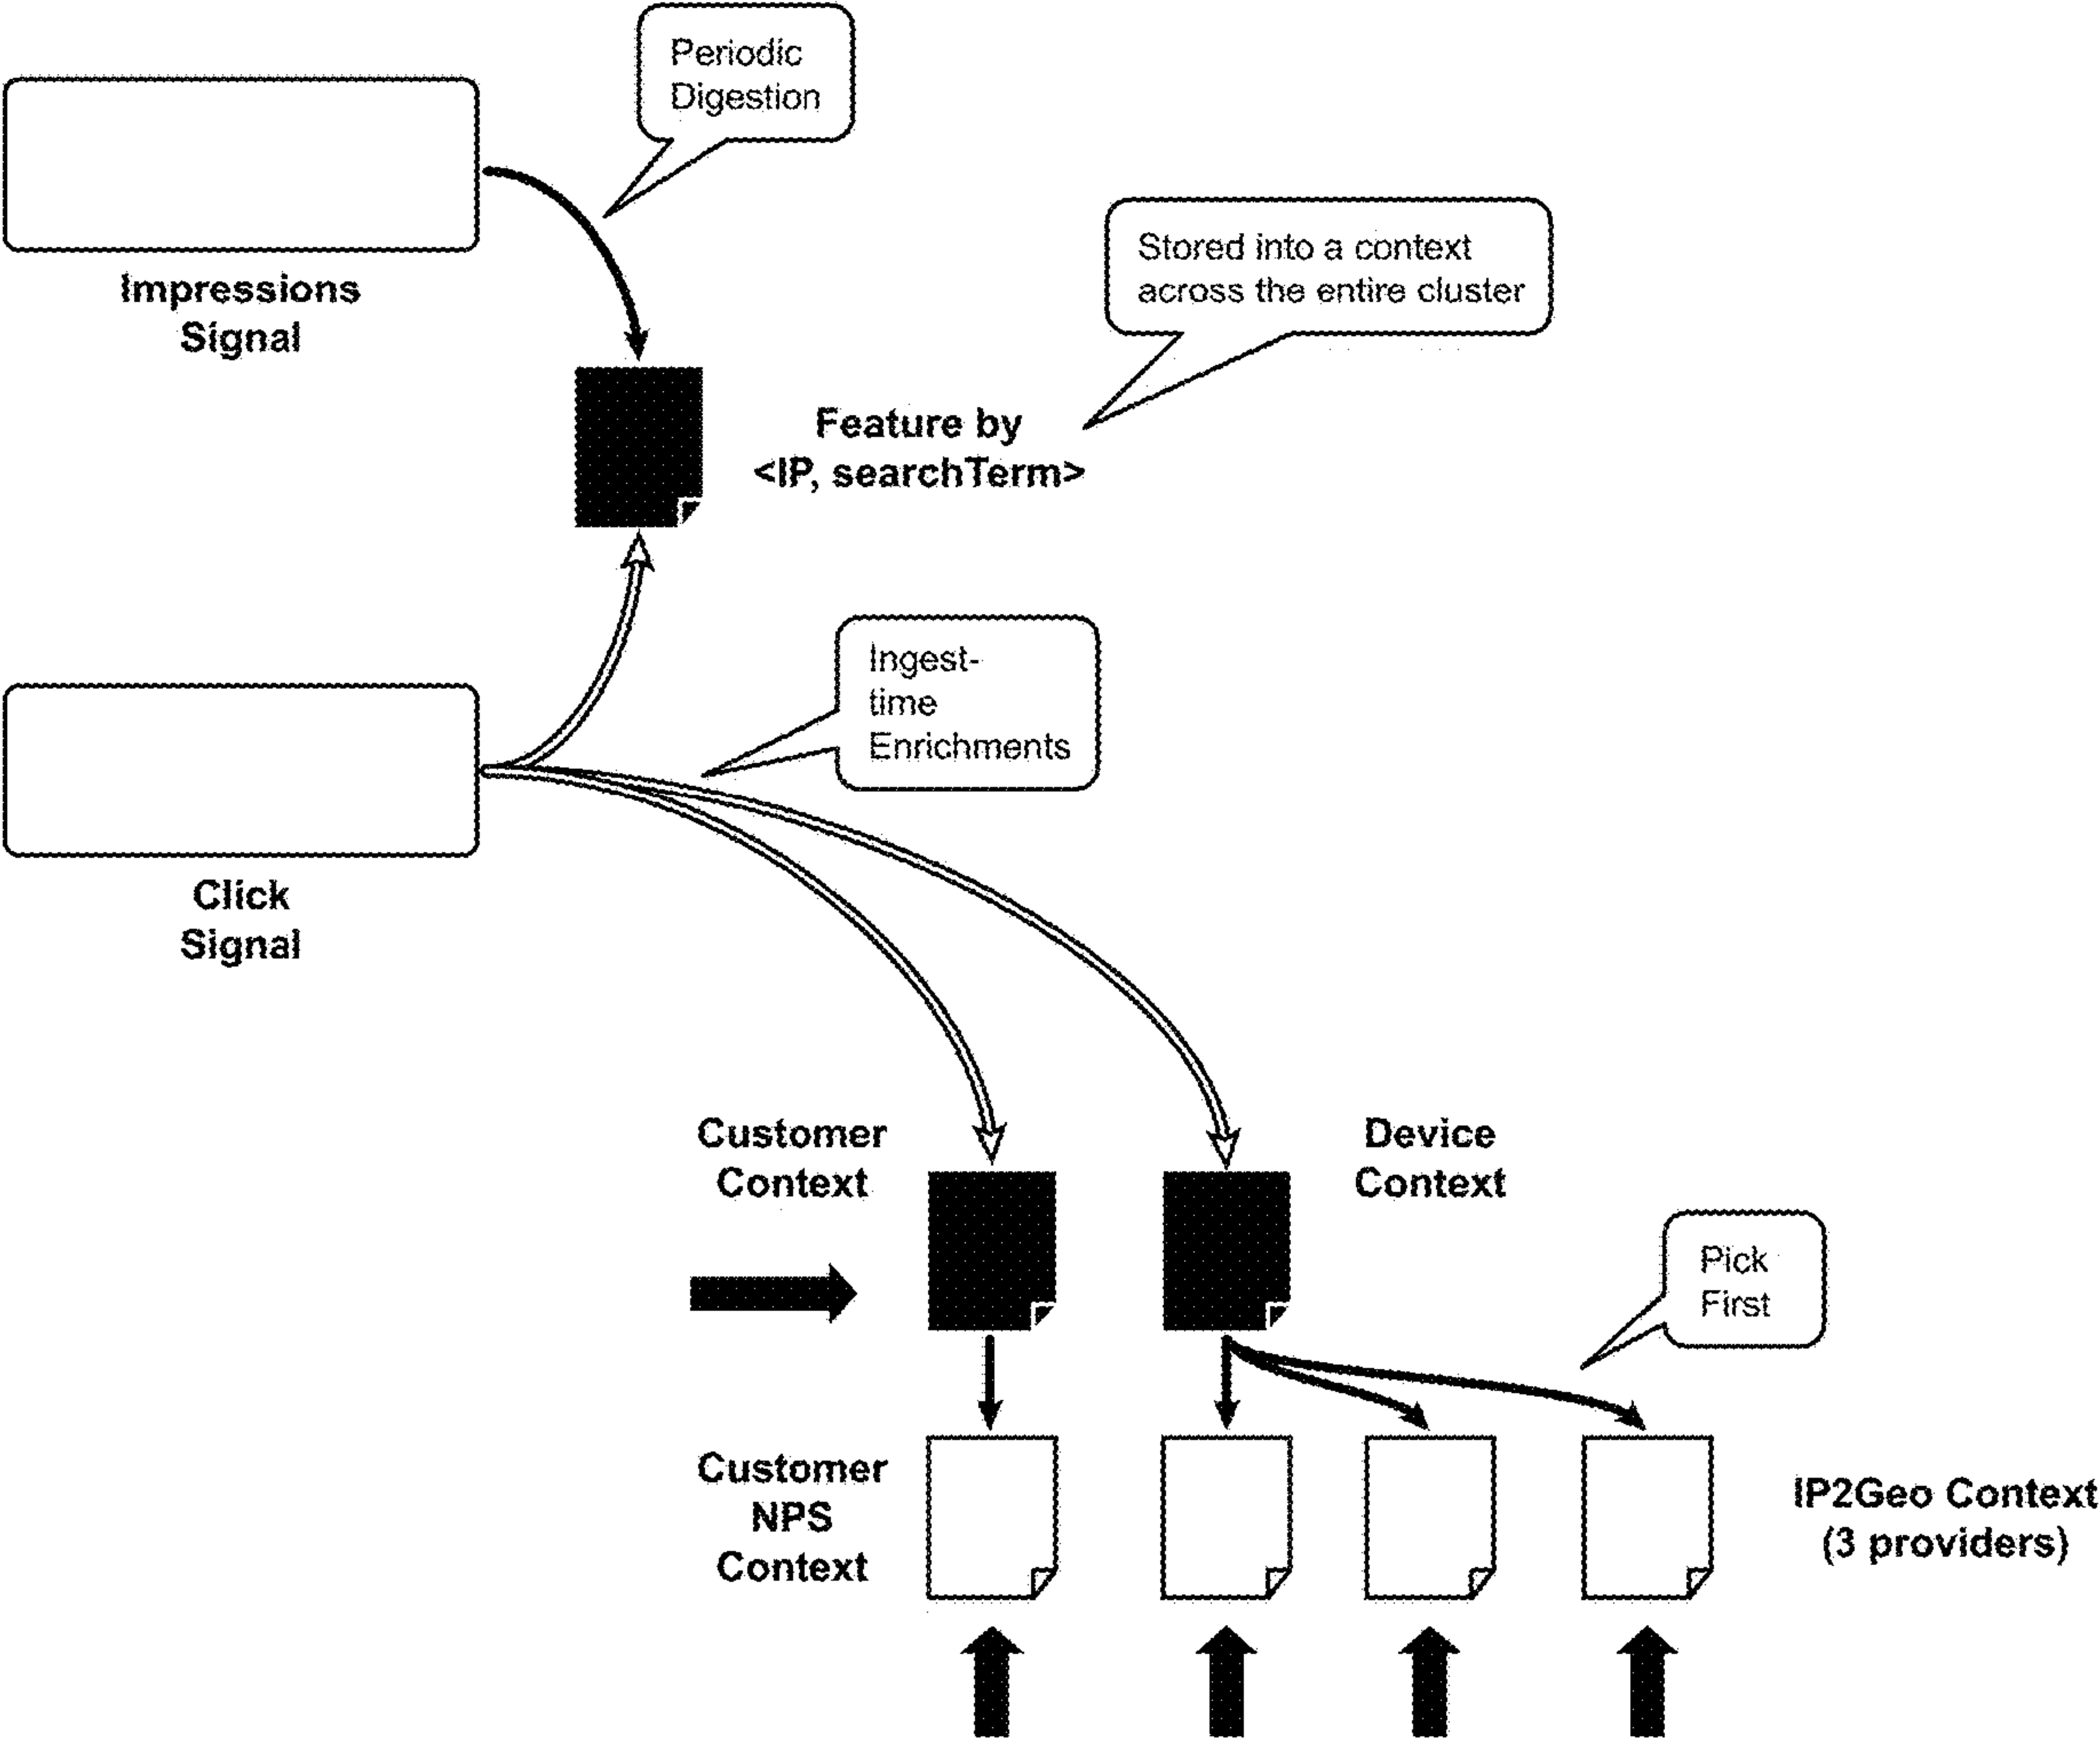 Periodic
Digestion
Impressions
Signal
Stored into a context
across the entire cluster
Feature by
<IP, searchTerm>
Ingest-
time
Enrichments
Click
Signal
Customer
Context
Device
Context
Pick
First
Customer
NPS
Context
IP2Geo Context
(3 providers)